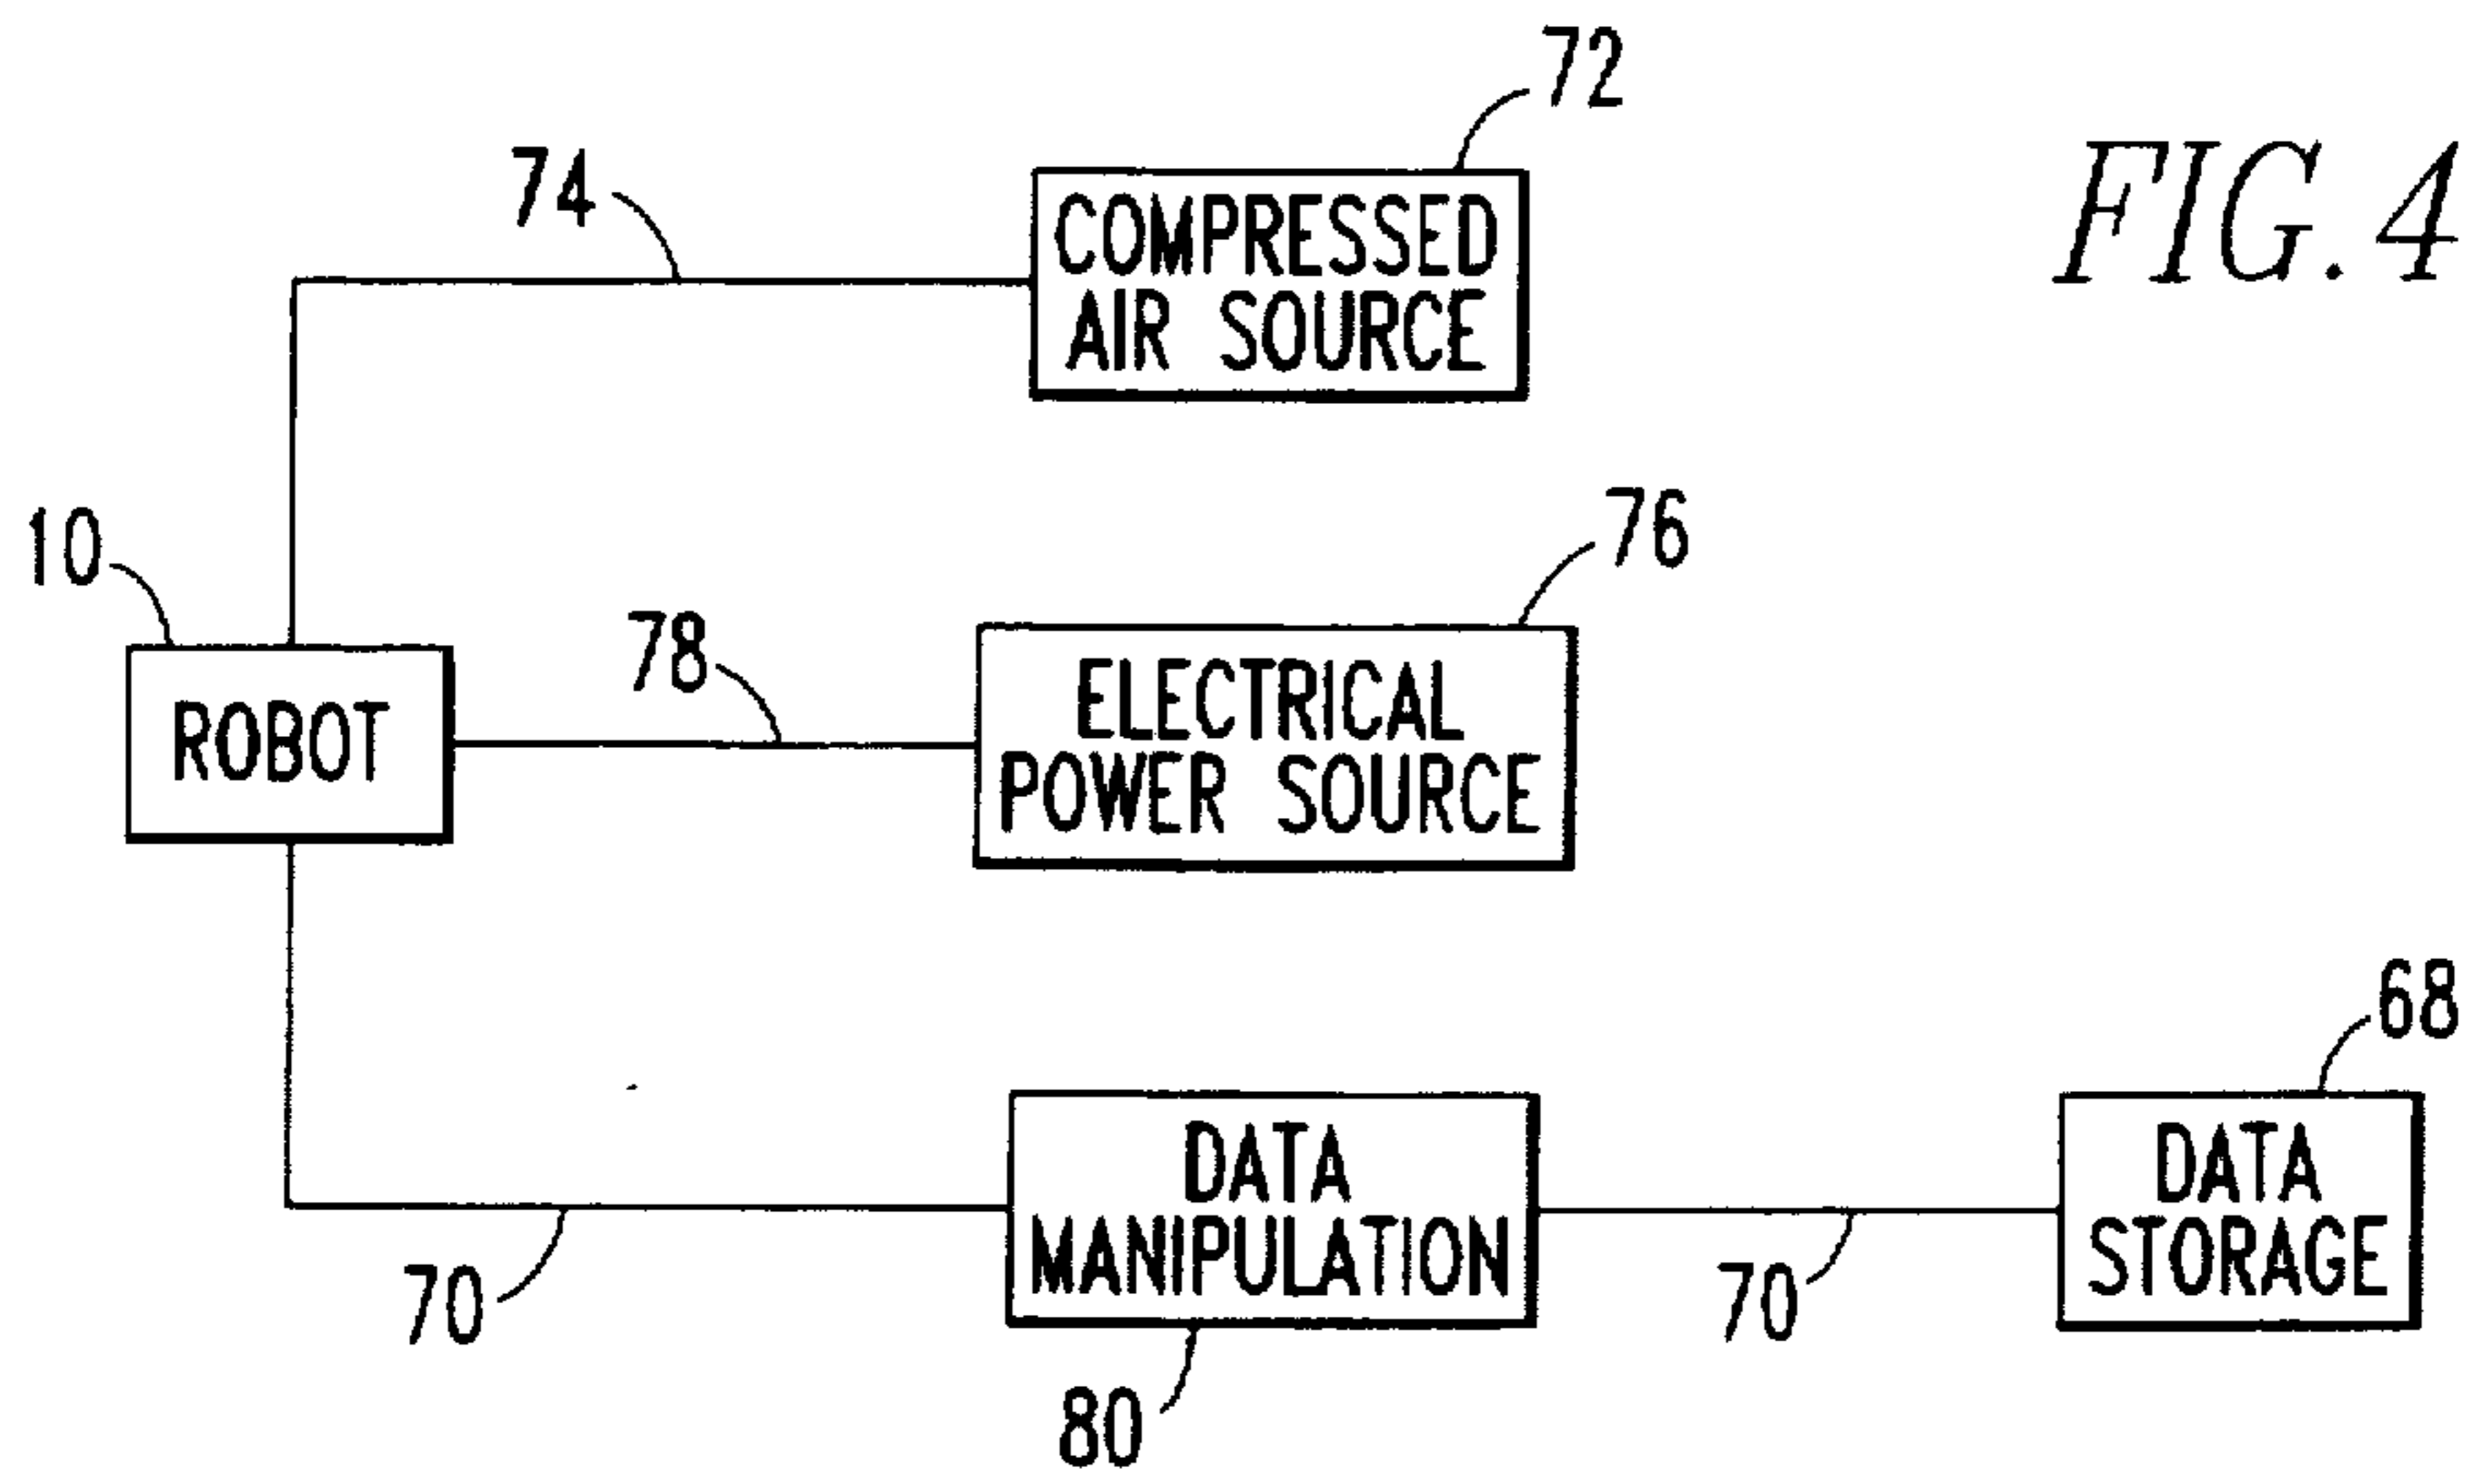 72
FIG. 4
74
COMPRESSED
AIR SOURCE
10
76
78
ROBOT
ELECTRICAL
POWER SOURCE
68
DATA
MANIPULATION
DATA
STORAGE
70
70
80